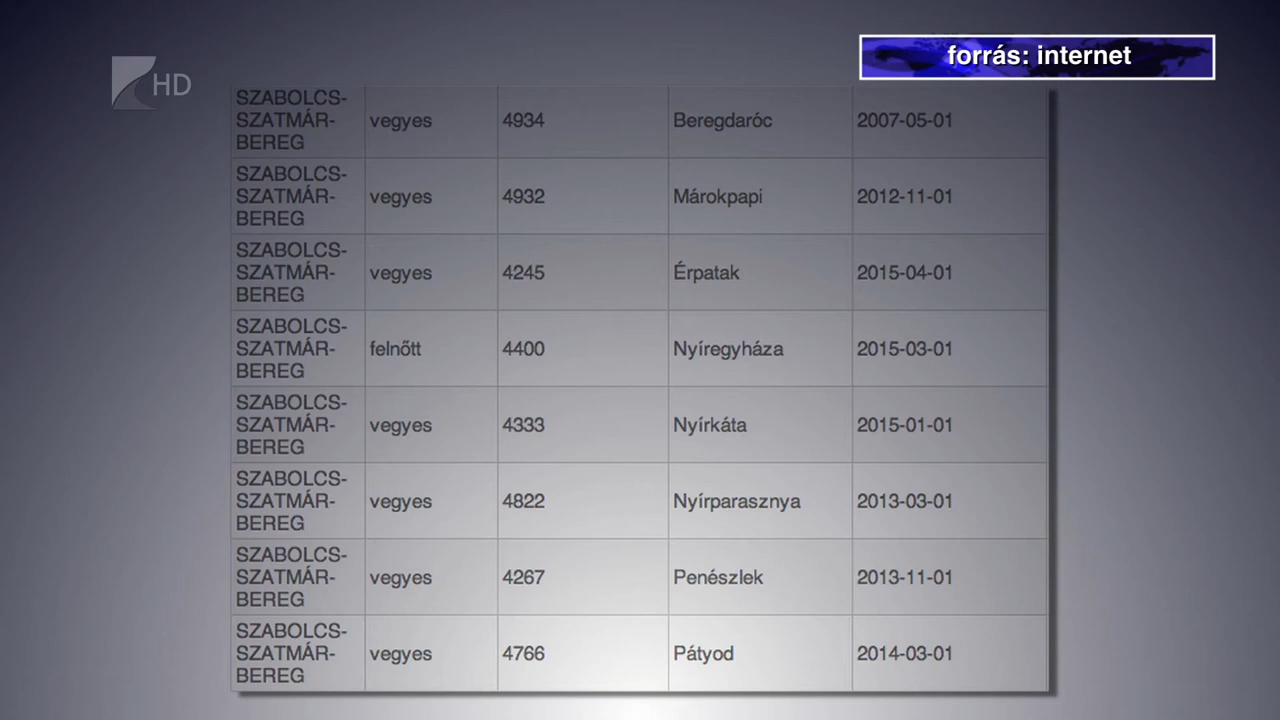 forrás: internet
HD
SZABOLCS-
SZATMÁR-
BEREG
vegyes
4934
Beregdaróc
2007-05-01
SZABOLCS-
SZATMÁR-
BEREG
vegyes
4932
Márokpapi
2012-11-01
SZABOLCS-
SZATMÁR-
BEREG
vegyes
4245
Érpatak
2015-04-01
SZABOLCS-
SZATMÁR-
BEREG
felnőtt
4400
Nyíregyháza
2015-03-01
SZABOLCS-
SZATMÁR-
BEREG
vegyes
4333
Nyírkáta
2015-01-01
SZABOLCS-
SZATMÁR-
BEREG
vegyes
4822
Nyírparasznya
2013-03-01
SZABOLCS-
SZATMÁR-
BEREG
vegyes
4267
Penészlek
2013-11-01
SZABOLCS-
SZATMÁR-
BEREG
vegyes
4766
Pátyod
2014-03-01